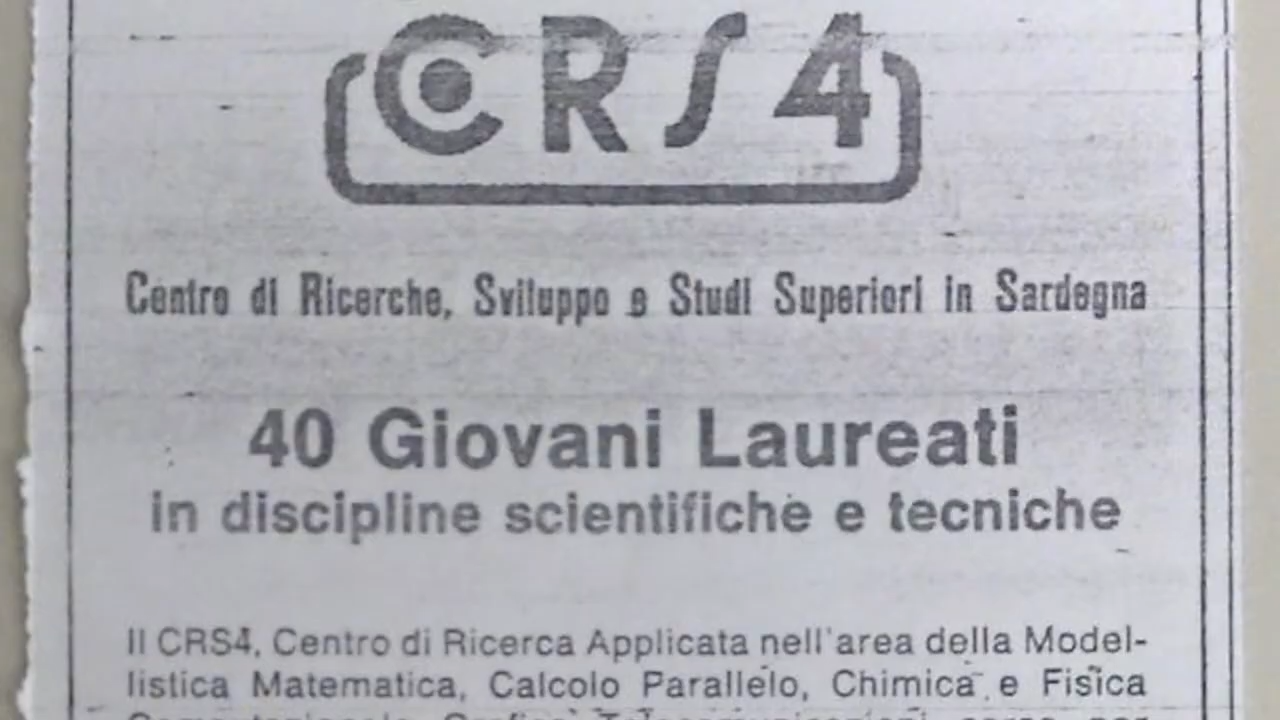 CRS4
Centro di Ricerche, Sviluppo e Studi Superiori in Sardegna
40 Giovani Laureati
in discipline scientifiche e tecniche
Il CRS4, Centro di Ricerca Applicata nell'area della Model-
listica Matematica, Calcolo Parallelo, Chimica e Fisica